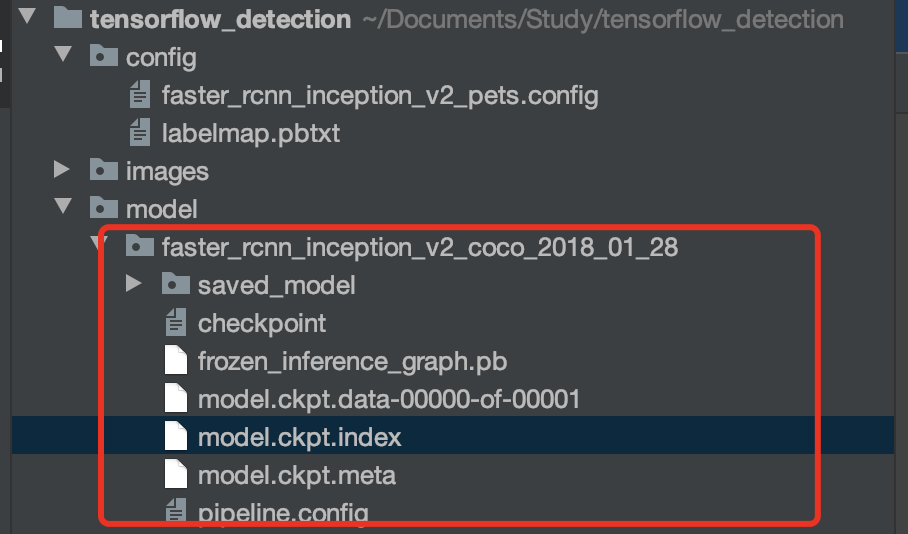 tensorflow_detection ~/Documents/Study/tensorflow_detection
config
faster_rcnn_inception_v2_pets.config
labelmap.pbtxt
images
model
faster_rcnn_inception_v2_coco_2018_01_28
saved_model
checkpoint
frozen_inference_graph.pb
model.ckpt.data-00000-of-00001
model.ckpt.index
model.ckpt.meta
pipeline.config